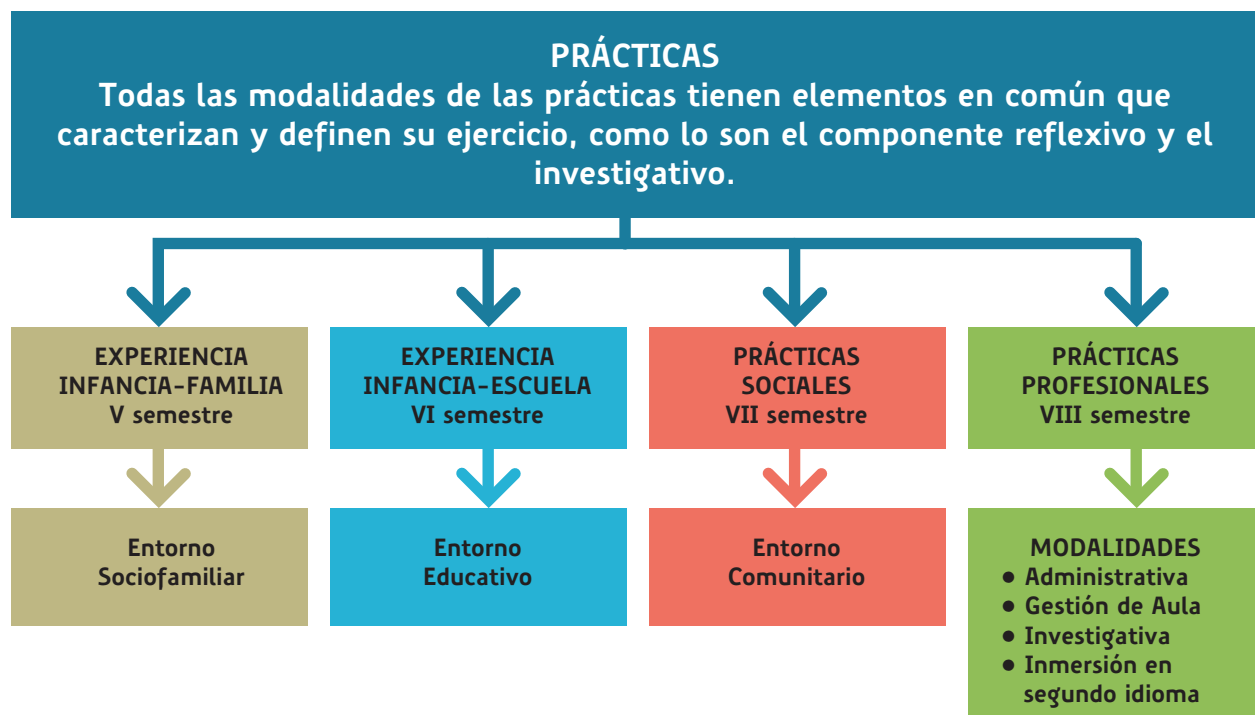 PRÁCTICAS
Todas las modalidades de las prácticas tienen elementos en común que
caracterizan y definen su ejercicio, como lo son el componente reflexivo y el
investigativo.
EXPERIENCIA
INFANCIA-FAMILIA
V semestre
EXPERIENCIA
INFANCIA-ESCUELA
VI semestre
PRÁCTICAS
SOCIALES
VII semestre
PRÁCTICAS
PROFESIONALES
VIII semestre
Entorno
Sociofamiliar
Entorno
Educativo
Entorno
Comunitario
MODALIDADES
● Administrativa
● Gestión de Aula
● Investigativa
● Inmersión en
segundo idioma